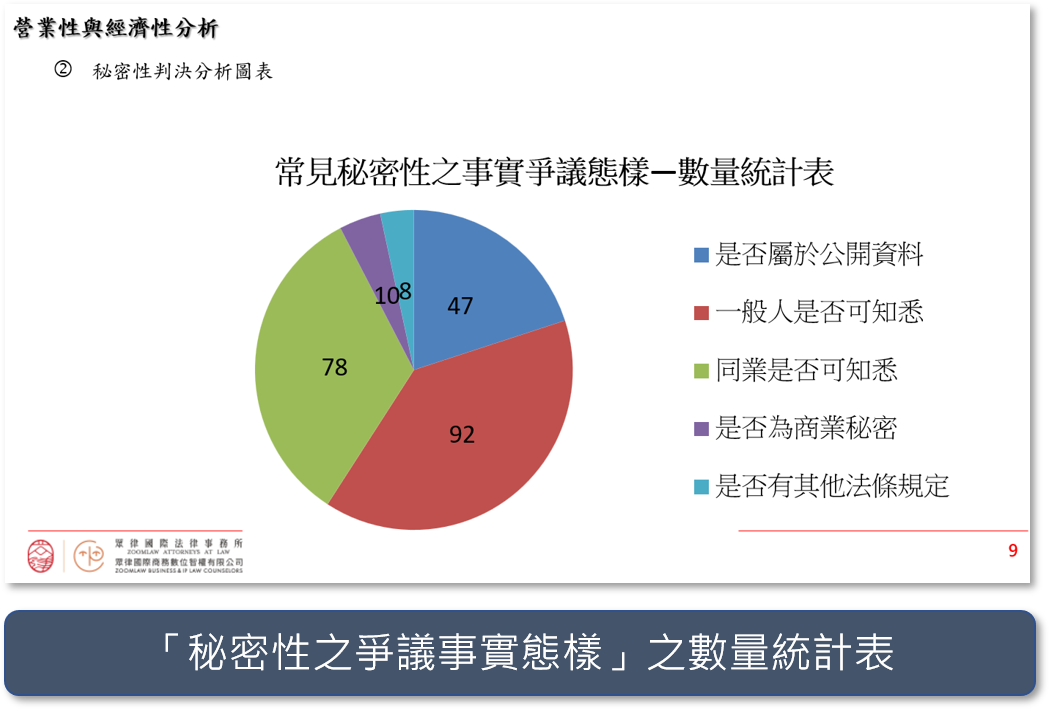 營業性與經濟性分析
② 秘密性判決分析圖表
常見秘密性之事實爭議態樣—數量統計表
47
92
78
10
8
是否屬於公開資料
一般人是否可知悉
同業是否可知悉
是否為商業秘密
是否有其他法條規定
眾律國際法律事務所
ZOOMLAW ATTORNEYS AT LAW
眾律國際商務數位智權有限公司
ZOOMLAW BUSINESS & IP LAW COUNSELORS
9
「秘密性之爭議事實態樣」之數量統計表